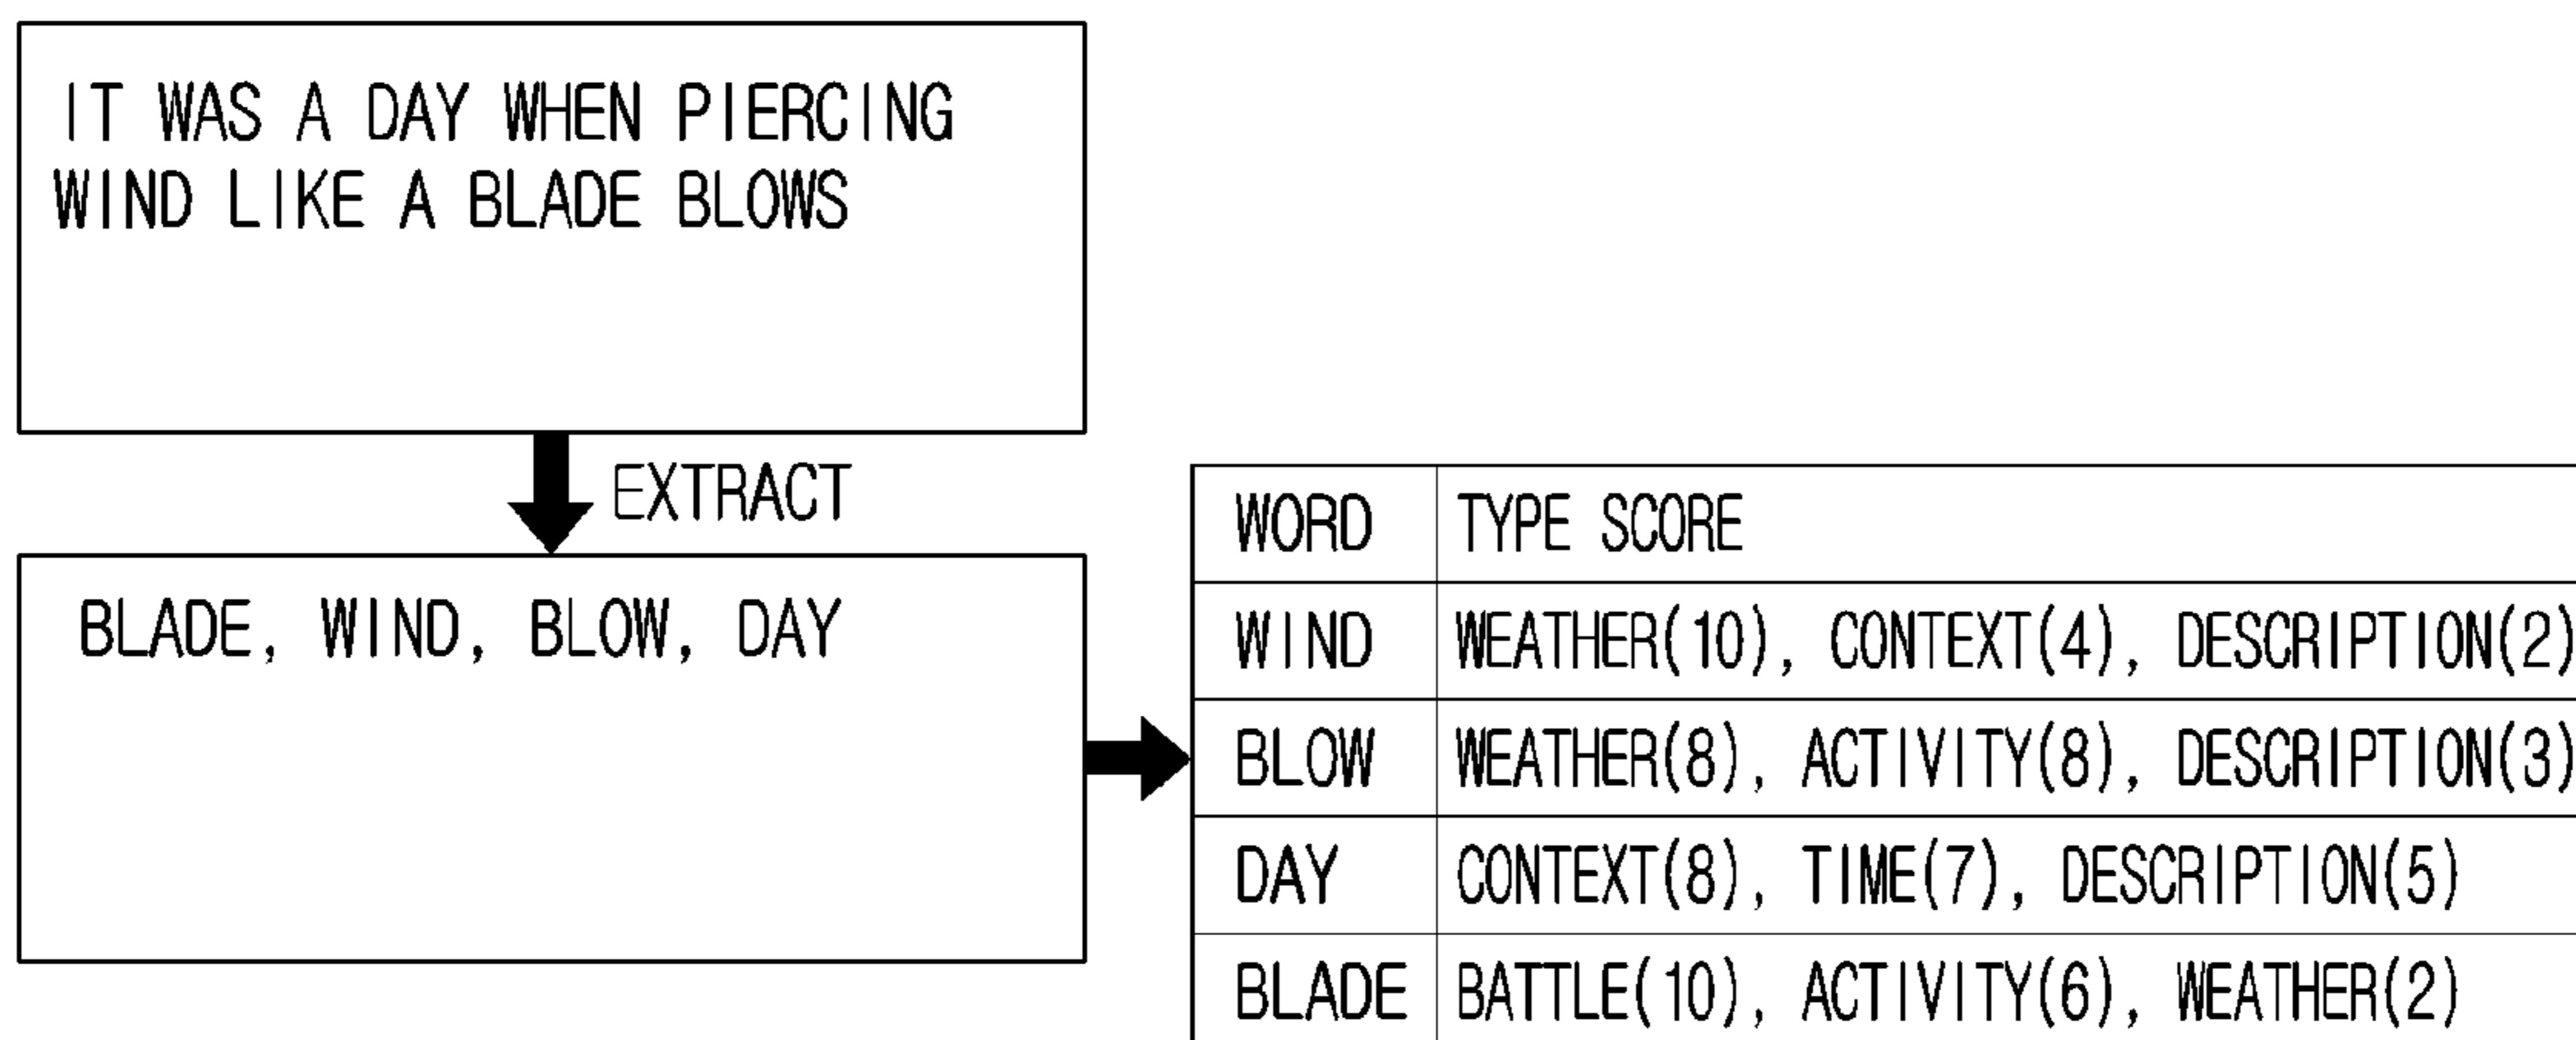 IT WAS A DAY WHEN PIERCING
WIND LIKE A BLADE BLOWS
EXTRACT
BLADE, WIND, BLOW, DAY
WORD TYPE SCORE
WIND WEATHER(10), CONTEXT(4), DESCRIPTION(2)
BLOW WEATHER(8), ACTIVITY(8), DESCRIPTION(3)
DAY CONTEXT(8), TIME(7), DESCRIPTION(5)
BLADE BATTLE(10), ACTIVITY(6), WEATHER(2)